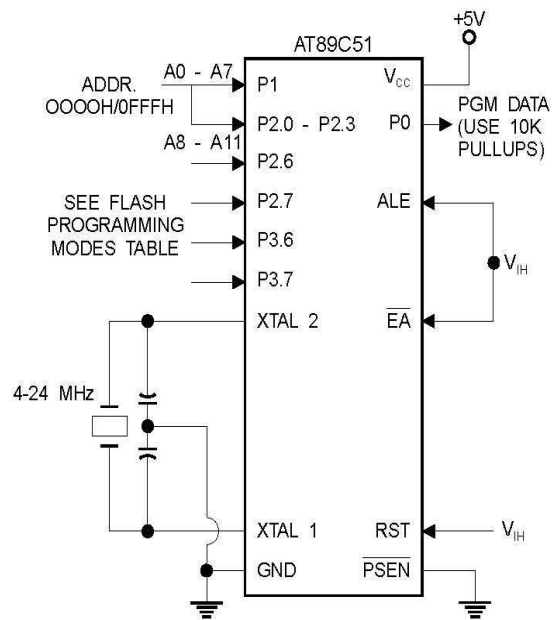 +5V
AT89C51
A0 - A7
ADDR.
OOOOH/OFFFH
P1
VCC
P2.0 - P2.3
P0
PGM DATA
(USE 10K
PULLUPS)
A8 - A11
P2.6
SEE FLASH
PROGRAMMING
MODES TABLE
P2.7
ALE
P3.6
VIH
P3.7
XTAL 2
EA
4-24 MHz
XTAL 1
RST
VIH
GND
PSEN